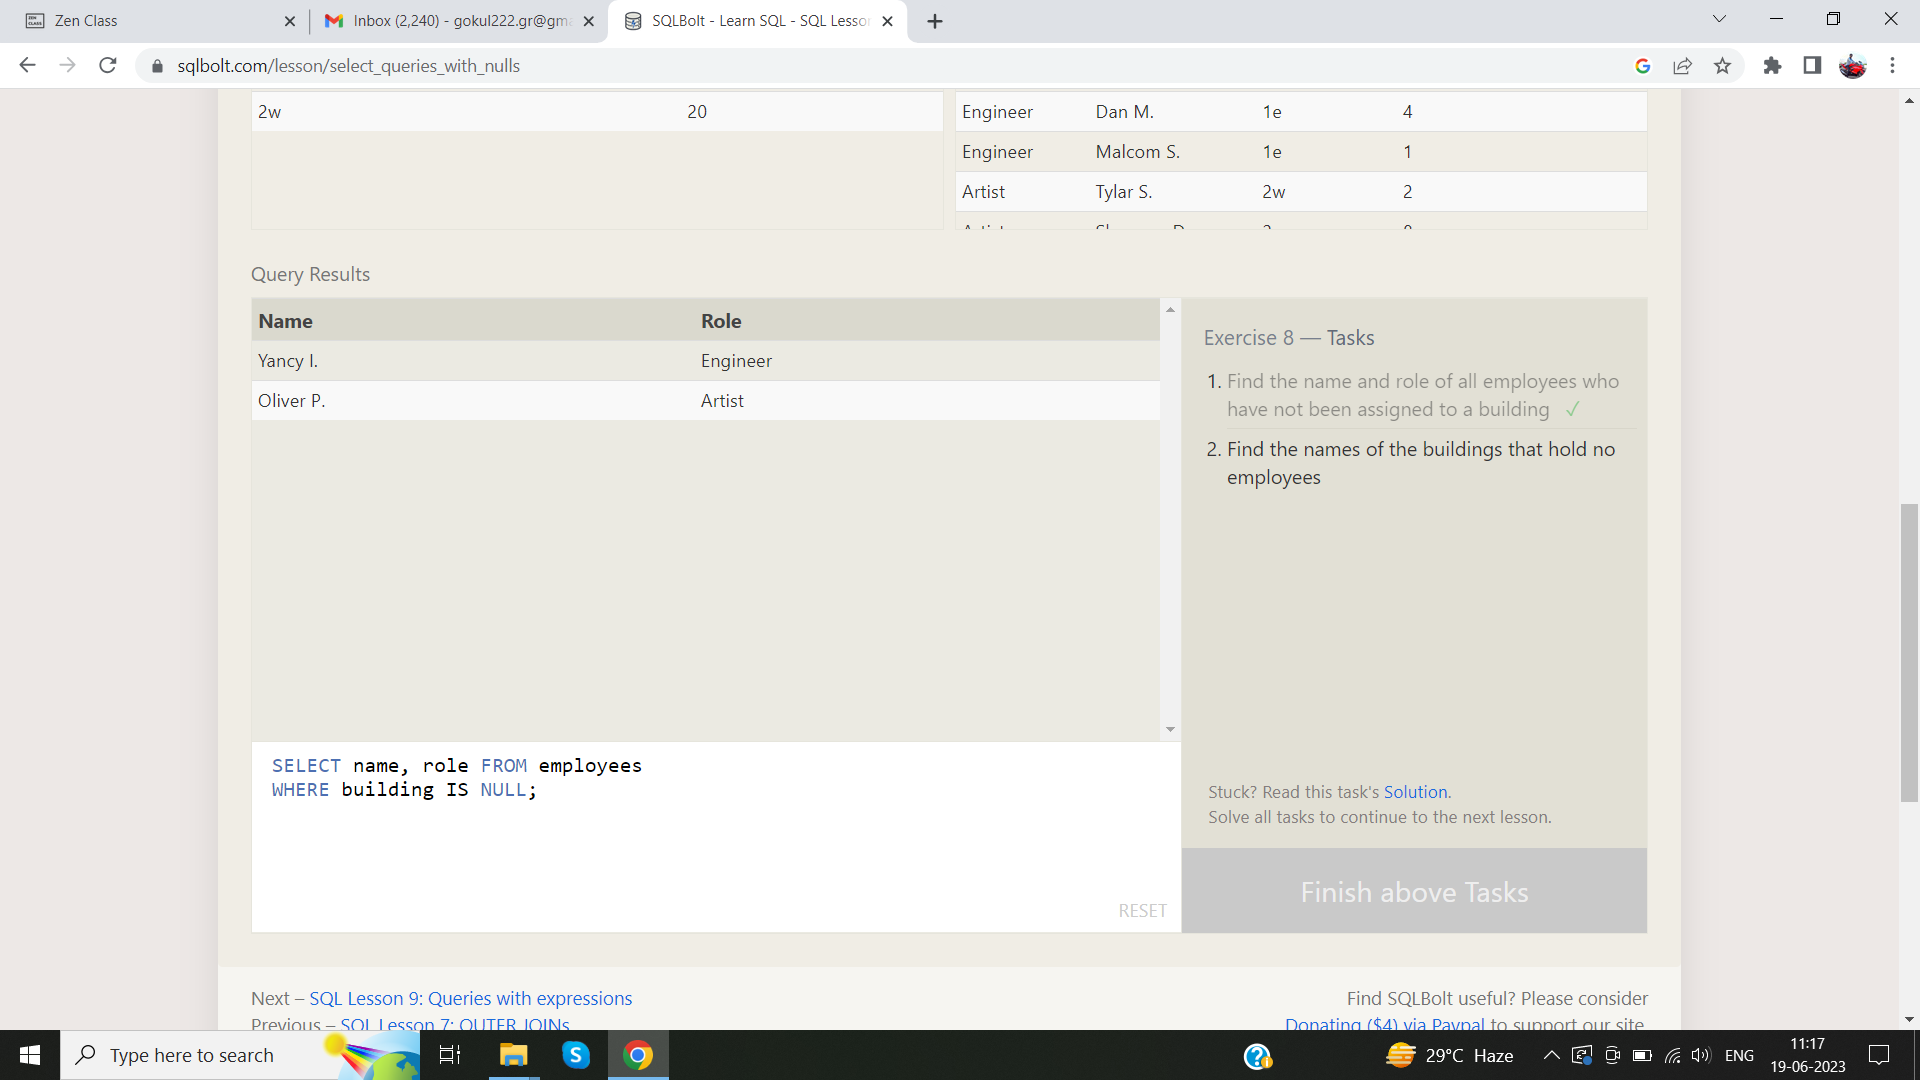 Zen Class
Inbox (2,240) - gokul222.gr@gm
SQLBolt - Learn SQL - SQL Lesson
sqlbolt.com/lesson/select_queries_with_nulls
2w 20
Engineer Dan M. 1e 4
Engineer Malcom S. 1e 1
Artist Tylar S. 2w 2
Query Results
Name Role
Yancy I. Engineer
Oliver P. Artist
Exercise 8 — Tasks
1. Find the name and role of all employees who
have not been assigned to a building ✓
2. Find the names of the buildings that hold no
employees
SELECT name, role FROM employees
WHERE building IS NULL;
RESET
Stuck? Read this task's Solution.
Solve all tasks to continue to the next lesson.
Finish above Tasks
Next – SQL Lesson 9: Queries with expressions
Previous – SQL Lesson 7: OUTER JOINs
Find SQLBolt useful? Please consider
Donating ($4) via Paypal to support our site.
Type here to search
29°C Haze
ENG
11:17
19-06-2023